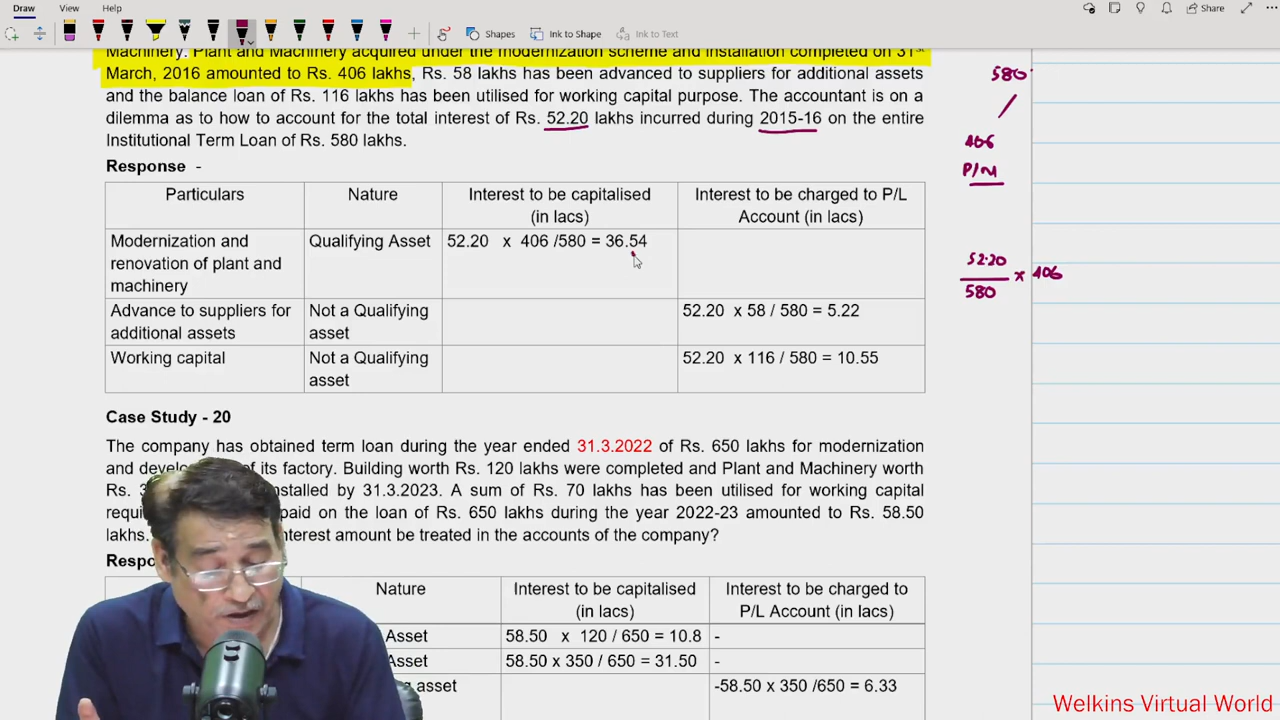 Draw View Help Share
Shapes Ink to Shape Ink to Text
Machinery. Plant and Machinery acquired under the modernization scheme and installation completed on 31st
March, 2016 amounted to Rs. 406 lakhs, Rs. 58 lakhs has been advanced to suppliers for additional assets
and the balance loan of Rs. 116 lakhs has been utilised for working capital purpose. The accountant is on a
dilemma as to how to account for the total interest of Rs. 52.20 lakhs incurred during 2015-16 on the entire
Institutional Term Loan of Rs. 580 lakhs.
580
406
P/M
Response -
Particulars Nature Interest to be capitalised Interest to be charged to P/L
(in lacs) Account (in lacs)
Modernization and Qualifying Asset 52.20 x 406 /580 = 36.54
renovation of plant and
machinery
52.20
580 × 406
Advance to suppliers for Not a Qualifying 52.20 x 58 / 580 = 5.22
additional assets asset
Working capital Not a Qualifying 52.20 x 116 / 580 = 10.55
asset
Case Study - 20
The company has obtained term loan during the year ended 31.3.2022 of Rs. 650 lakhs for modernization
and of its factory. Building worth Rs. 120 lakhs were completed and Plant and Machinery worth
Rs. by 31.3.2023. A sum of Rs. 70 lakhs has been utilised for working capital
paid on the loan of Rs. 650 lakhs during the year 2022-23 amounted to Rs. 58.50
lakhs. interest amount be treated in the accounts of the company?
Nature Interest to be capitalised Interest to be charged to
(in lacs) P/L Account (in lacs)
Asset 58.50 x 120 / 650 = 10.8 -
Asset 58.50 x 350 / 650 = 31.50 -
asset -58.50 x 350 /650 = 6.33
Welkins Virtual World